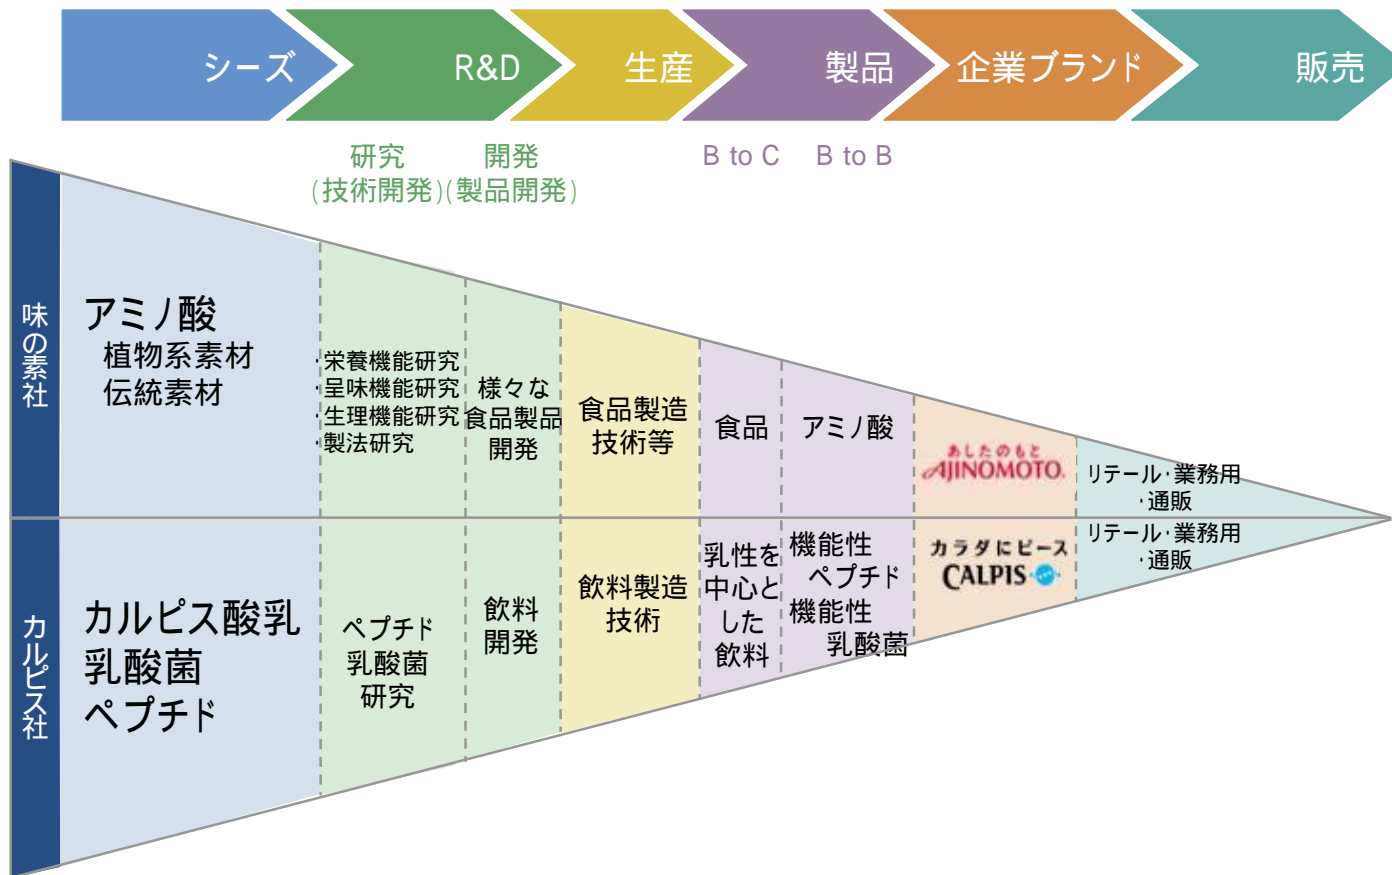 シーズ
R&D
生産
製品
企業ブランド
販売
研究
(技術開発)
開発
(製品開発)
B to C
B to B
味の素社
アミノ酸
植物系素材
伝統素材
・栄養機能研究
・呈味機能研究
・生理機能研究
・製法研究
様々な
食品製品
開発
食品製造
技術等
食品
アミノ酸
あしたのもと
AJINOMOTO.
リテール・業務用
・通販
カルピス社
カルピス酸乳
乳酸菌
ペプチド
ペプチド
乳酸菌
研究
飲料
開発
飲料製造
技術
乳性を
中心と
した
飲料
機能性
ペプチド
機能性
乳酸菌
カラダにピース
CALPIS
リテール・業務用
・通販